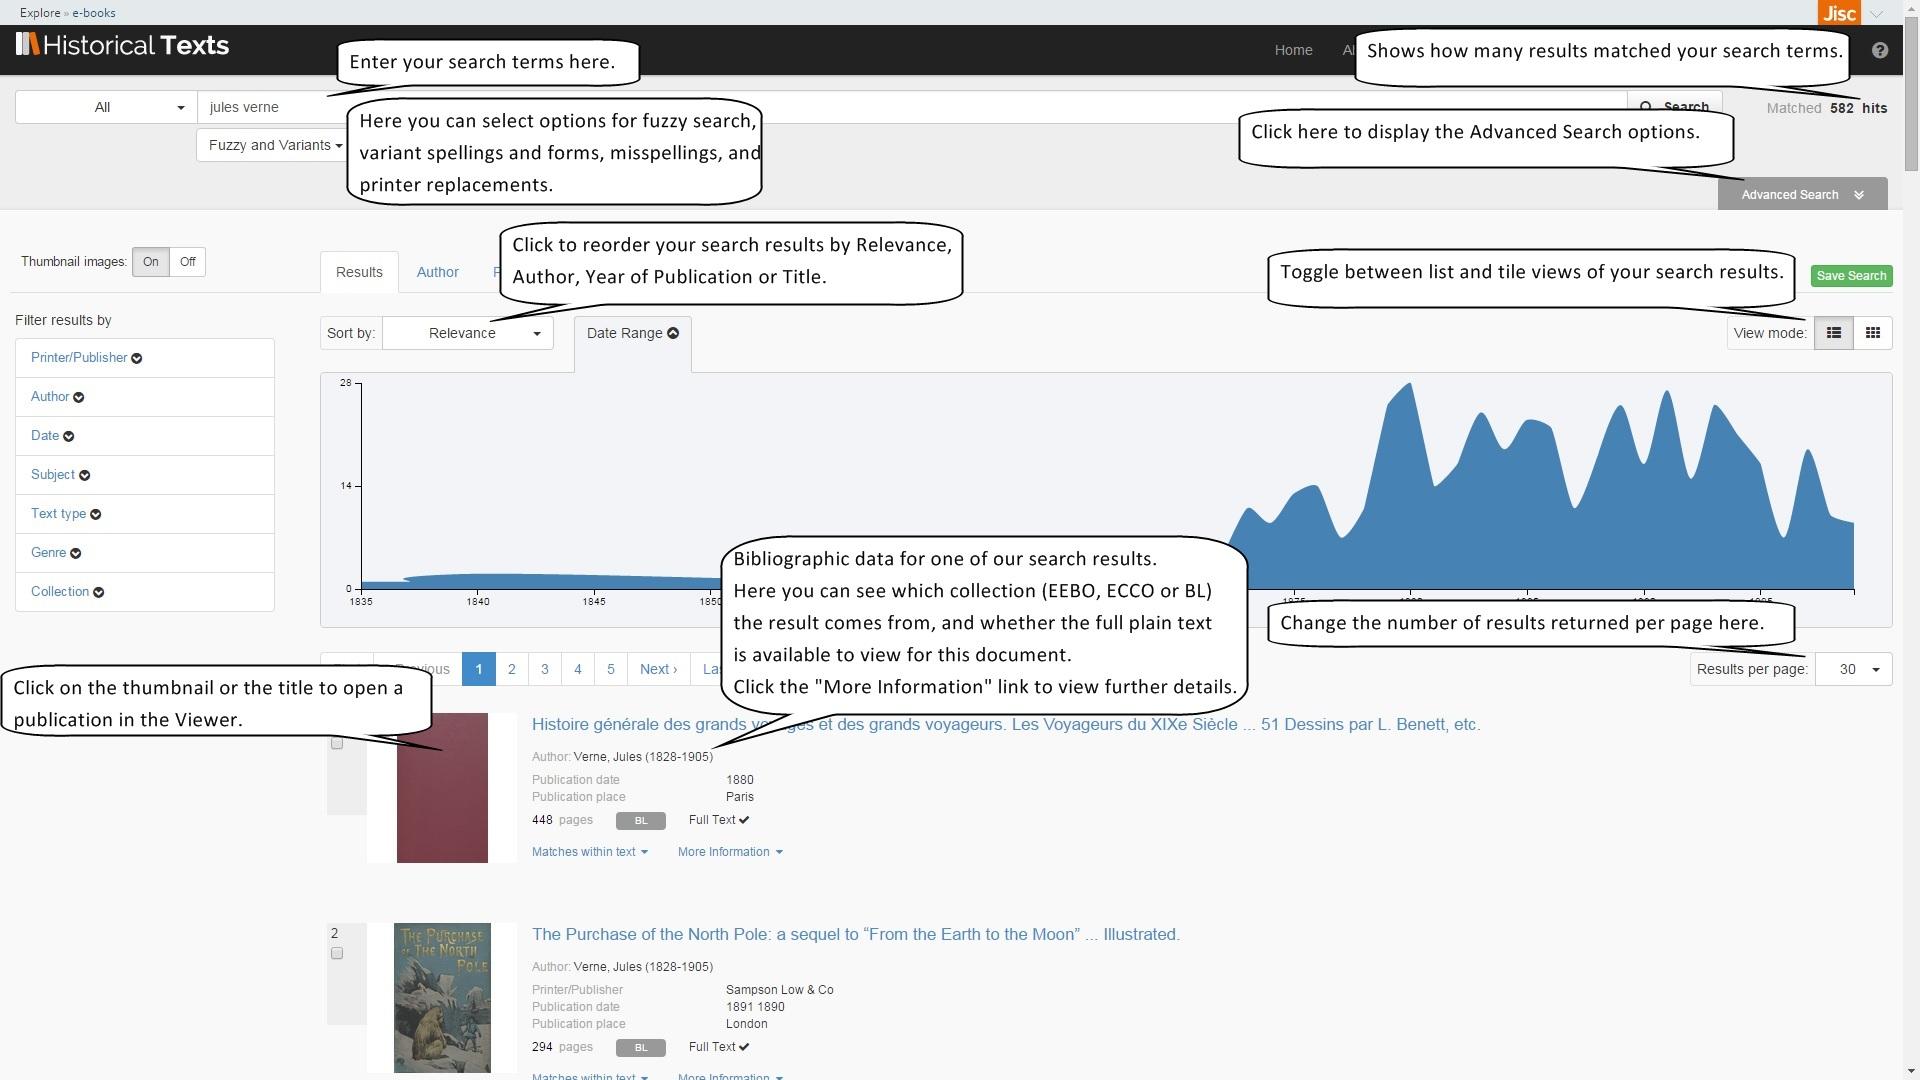 Explore » e-books
Jisc
Historical Texts
Home
Enter your search terms here.
Shows how many results matched your search terms.
All
jules verne
Search
Matched 582 hits
Fuzzy and Variants
Here you can select options for fuzzy search,
variant spellings and forms, misspellings, and
printer replacements.
Click here to display the Advanced Search options.
Advanced Search
Thumbnail images: On Off
Results
Author
Click to reorder your search results by Relevance,
Author, Year of Publication or Title.
Toggle between list and tile views of your search results.
Save Search
Filter results by
Printer/Publisher
Author
Date
Subject
Text type
Genre
Collection
Sort by: Relevance
Date Range
View mode:
28
14
0
1835 1840 1845 1850
Bibliographic data for one of our search results.
Here you can see which collection (EEBO, ECCO or BL)
the result comes from, and whether the full plain text
is available to view for this document.
Click the "More Information" link to view further details.
Change the number of results returned per page here.
1 2 3 4 5 Next ›
Results per page: 30
Click on the thumbnail or the title to open a
publication in the Viewer.
Histoire générale des grands et des grands voyageurs. Les Voyageurs du XIXe Siècle ... 51 Dessins par L. Benett, etc.
Author: Verne, Jules (1828-1905)
Publication date 1880
Publication place Paris
448 pages BL Full Text
Matches within text More Information
2
THE PURCHASE
OF THE NORTH
POLE
The Purchase of the North Pole: a sequel to “From the Earth to the Moon” ... Illustrated.
Author: Verne, Jules (1828-1905)
Printer/Publisher Sampson Low & Co
Publication date 1891 1890
Publication place London
294 pages BL Full Text
Matches within text More Information